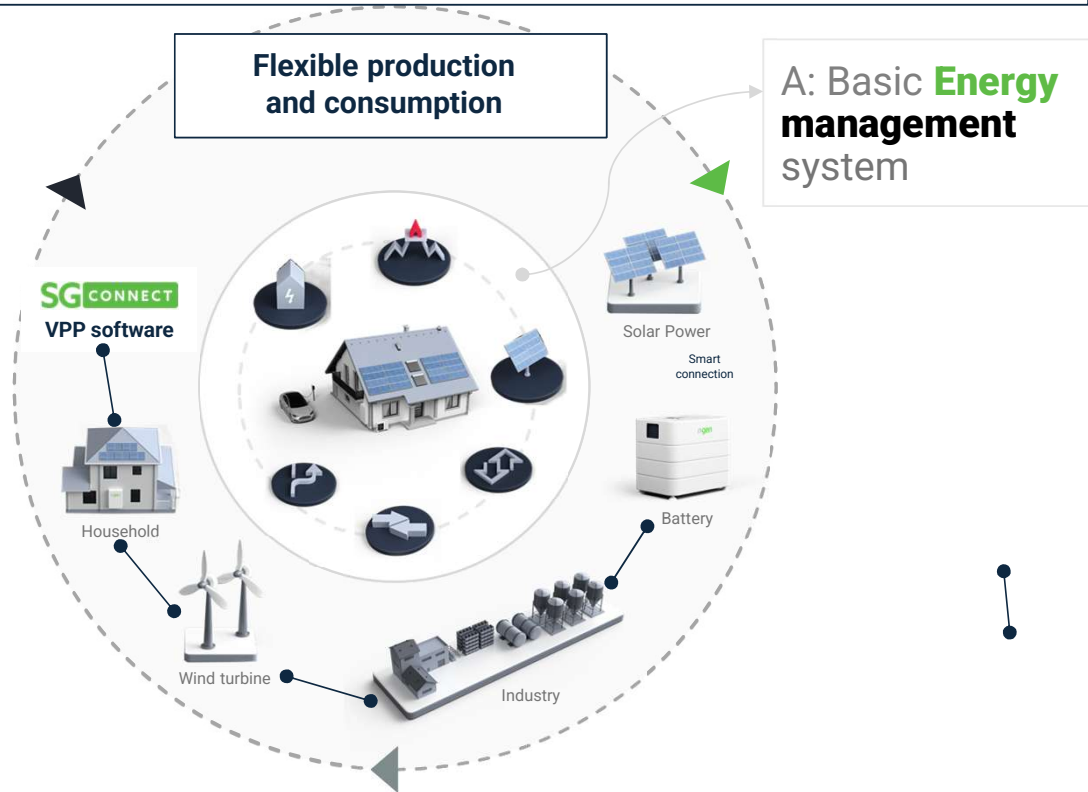 Flexible production
and consumption
A: Basic Energy
management
system
SG CONNECT
VPP software
Solar Power
Smart
connection
ngen
Battery
Household
Wind turbine
Industry